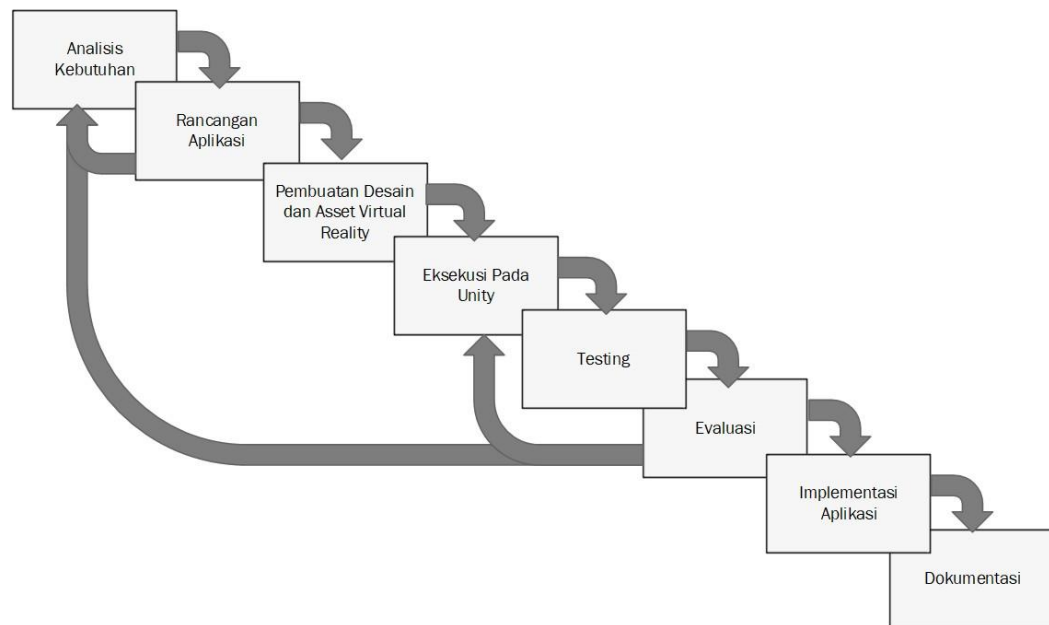 Analisis
Kebutuhan
Rancangan
Aplikasi
Pembuatan Desain
dan Asset Virtual
Reality
Eksekusi Pada
Unity
Testing
Evaluasi
Implementasi
Aplikasi
Dokumentasi